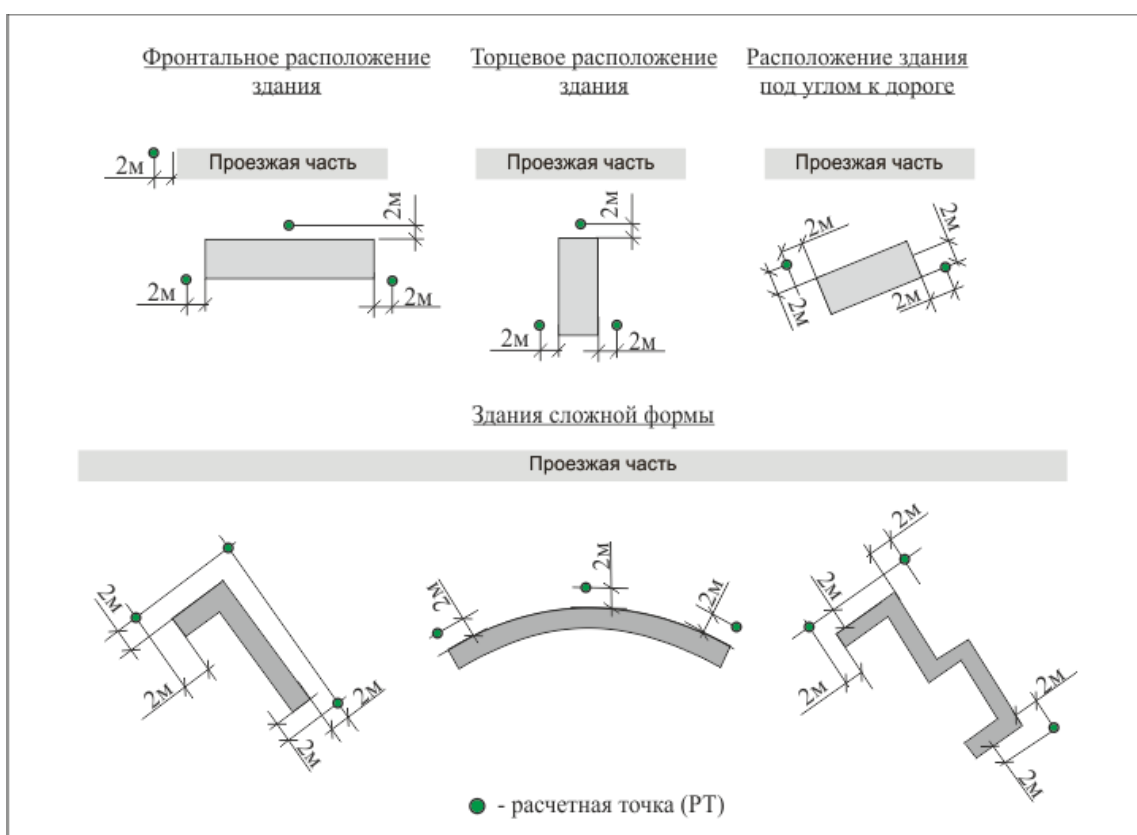 Фронтальное расположение
здания
Торцевое расположение
здания
Расположение здания
под углом к дороге
2м
Проезжая часть
2м
2м
2м
Проезжая часть
2м
2м
2м
Проезжая часть
2м
2м
2м
2м
Здания сложной формы
Проезжая часть
2м
2м
2м
2м
2м
2м
2м
2м
2м
2м
2м
2м
- расчетная точка (РТ)